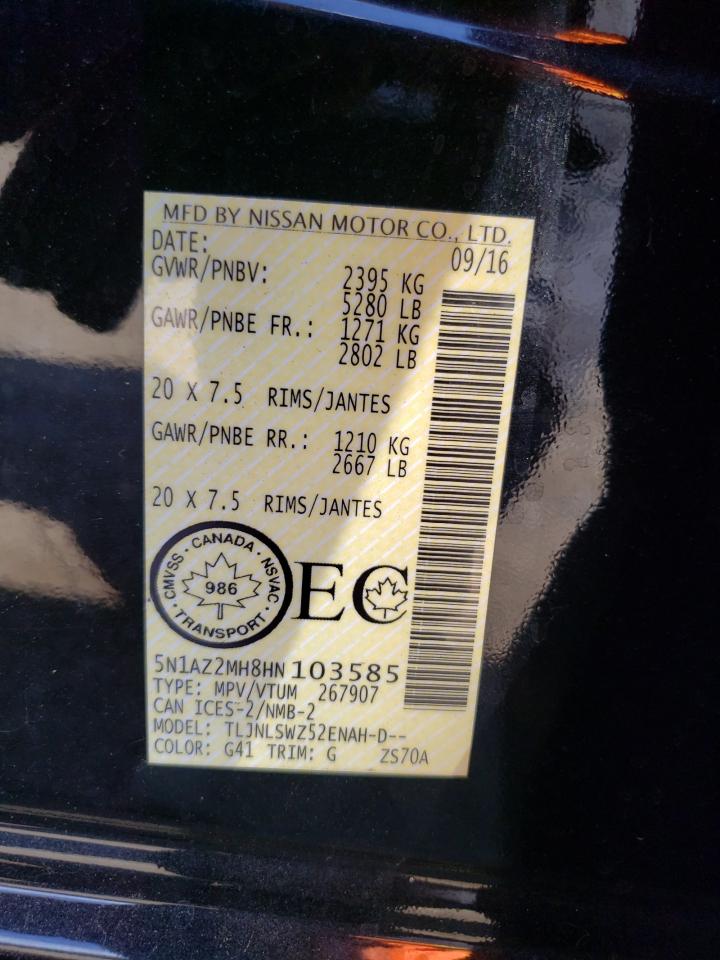 MFD BY NISSAN MOTOR CO., LTD.
DATE: 09/16
GVWR/PNBV: 2395 KG
5280 LB
GAWR/PNBE FR.: 1271 KG
2802 LB
20 X 7.5 RIMS/JANTES
GAWR/PNBE RR.: 1210 KG
2667 LB
20 X 7.5 RIMS/JANTES
CMVSS · CANADA · NSVAC
986
· TRANSPORT ·
EC
5N1AZ2MH8HN103585
TYPE: MPV/VTUM 267907
CAN ICES-2/NMB-2
MODEL: TLJNLSWZ52ENAH-D--
COLOR: G41 TRIM: G ZS70A